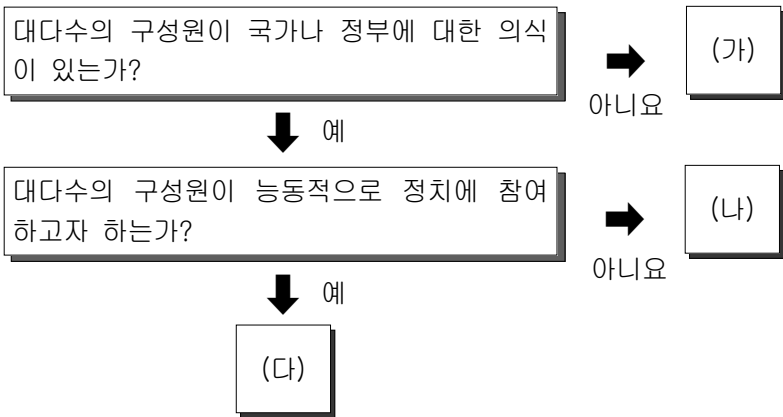 대다수의 구성원이 국가나 정부에 대한 의식
이 있는가?
(가)
아니요
예
대다수의 구성원이 능동적으로 정치에 참여
하고자 하는가?
(나)
아니요
예
(다)